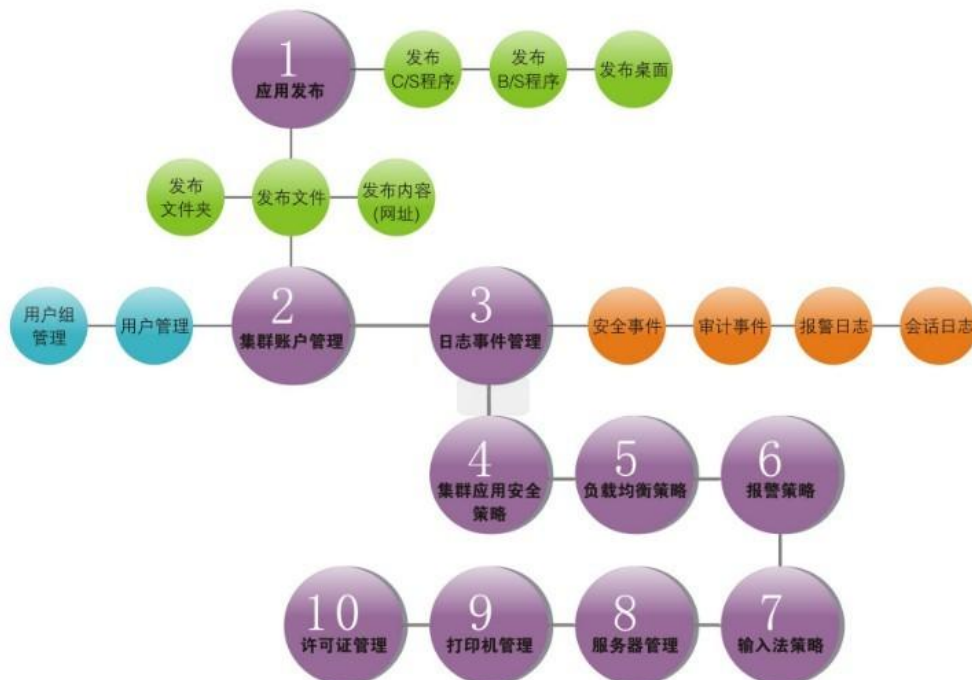 1
应用发布
发布
C/S程序
发布
B/S程序
发布桌面
发布
文件夹
发布文件
发布内容
(网址)
用户组
管理
用户管理
2
集群账户管理
3
日志事件管理
安全事件
审计事件
报警日志
会话日志
4
集群应用安全
策略
5
负载均衡策略
6
报警策略
10
许可证管理
9
打印机管理
8
服务器管理
7
输入法策略